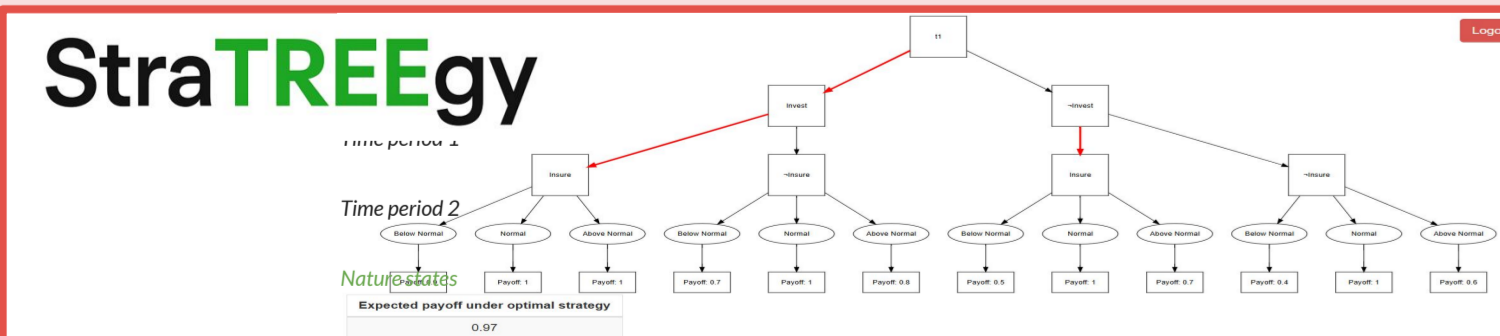 StraTREEgy
t1
Logo
Invest
¬Invest
Time period 1
Insure
¬Insure
Insure
¬Insure
Time period 2
Below Normal
Normal
Above Normal
Below Normal
Normal
Above Normal
Below Normal
Normal
Above Normal
Below Normal
Normal
Above Normal
Nature states
Payoff: 1
Payoff: 1
Payoff: 0.7
Payoff: 1
Payoff: 0.8
Payoff: 0.5
Payoff: 1
Payoff: 0.7
Payoff: 0.4
Payoff: 1
Payoff: 0.6
Expected payoff under optimal strategy
0.97